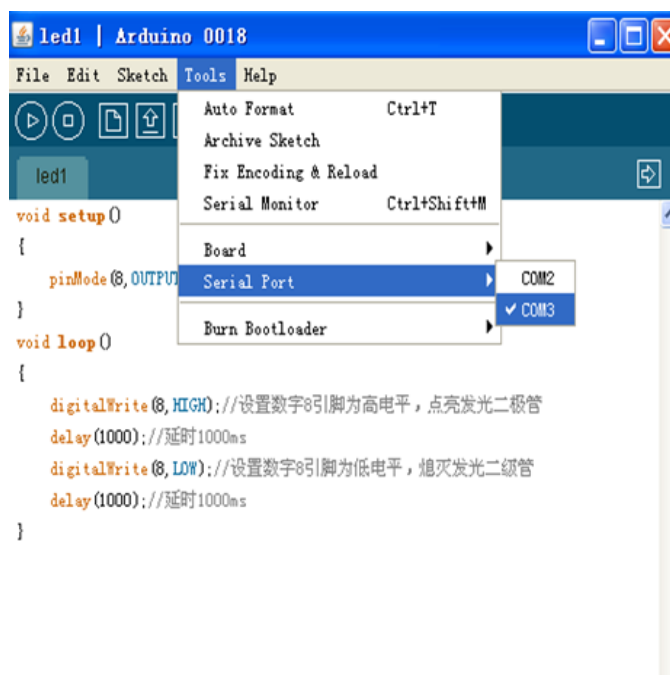 led1 | Arduino 0018
File Edit Sketch Tools Help
Auto Format Ctrl+T
Archive Sketch
Fix Encoding & Reload
Serial Monitor Ctrl+Shift+M
Board
Serial Port
Burn Bootloader
COM2
COM3
led1
void setup()
{
pinMode(8,OUTPUT
}
void loop()
{
digitalWrite(8,HIGH);//设置数字8引脚为高电平，点亮发光二极管
delay(1000);//延时1000ms
digitalWrite(8,LOW);//设置数字8引脚为低电平，熄灭发光二级管
delay(1000);//延时1000ms
}